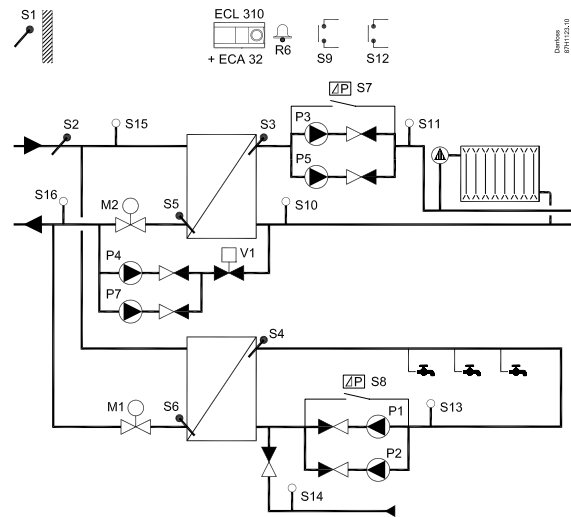 S1
ECL 310
+ ECA 32
R6
S9
S12
Danfoss
87H1123.10
S7
P
S2
S15
S3
P3
P5
S11
S16
M2
S5
S10
P4
P7
V1
S4
P
S8
M1
S6
P1
P2
S13
S14